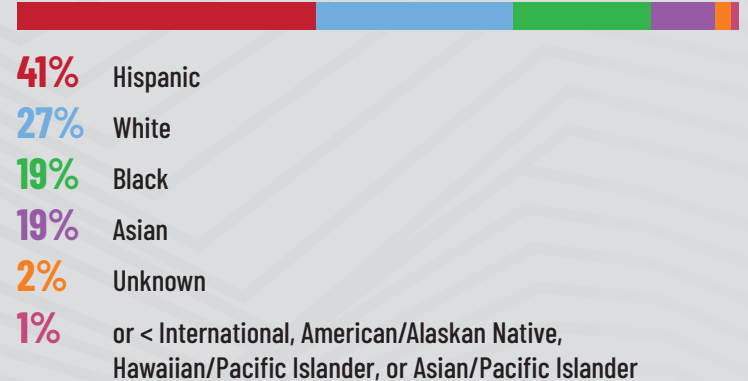 41% Hispanic
27% White
19% Black
19% Asian
2% Unknown
1% or < International, American/Alaskan Native,
Hawaiian/Pacific Islander, or Asian/Pacific Islander